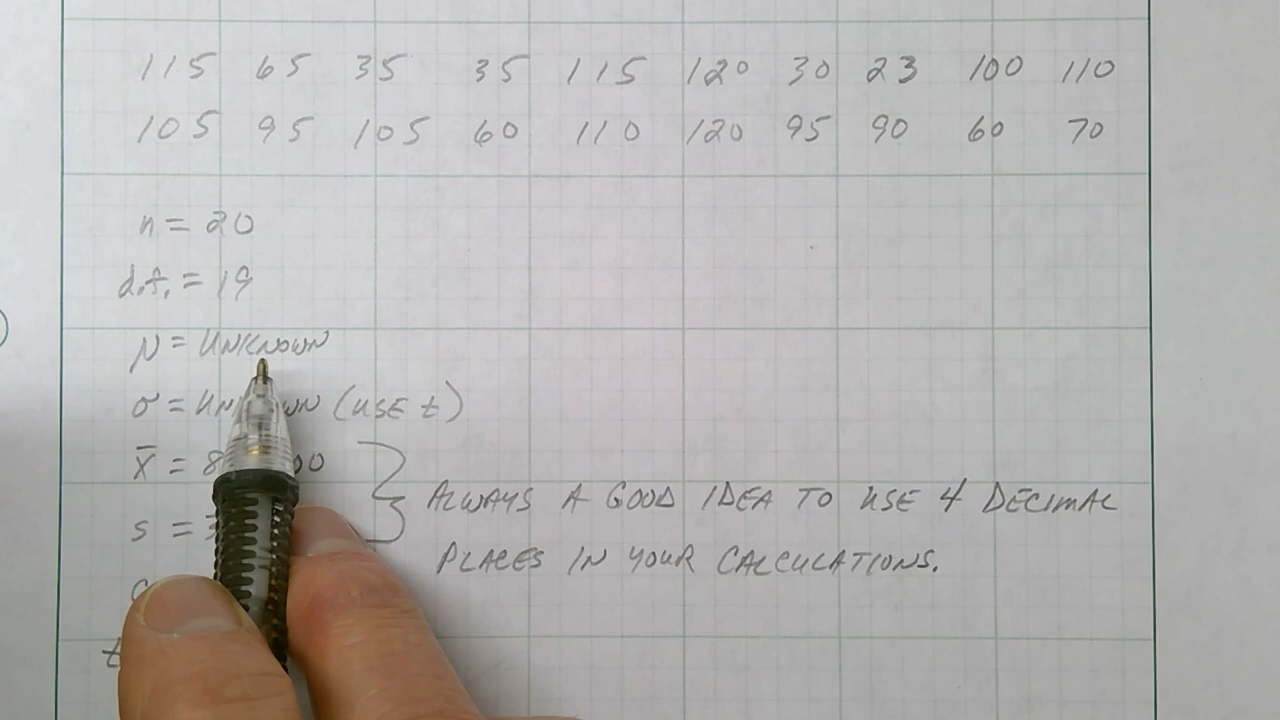 115 65 35 35 115 120 30 23 100 110
105 95 105 60 110 120 95 90 60 70
n = 20
d.f. = 19
μ = UNKNOWN
σ = (USE t)
x̄ =
s =
ALWAYS A GOOD IDEA TO USE 4 DECIMAL
PLACES IN YOUR CALCULATIONS.
t